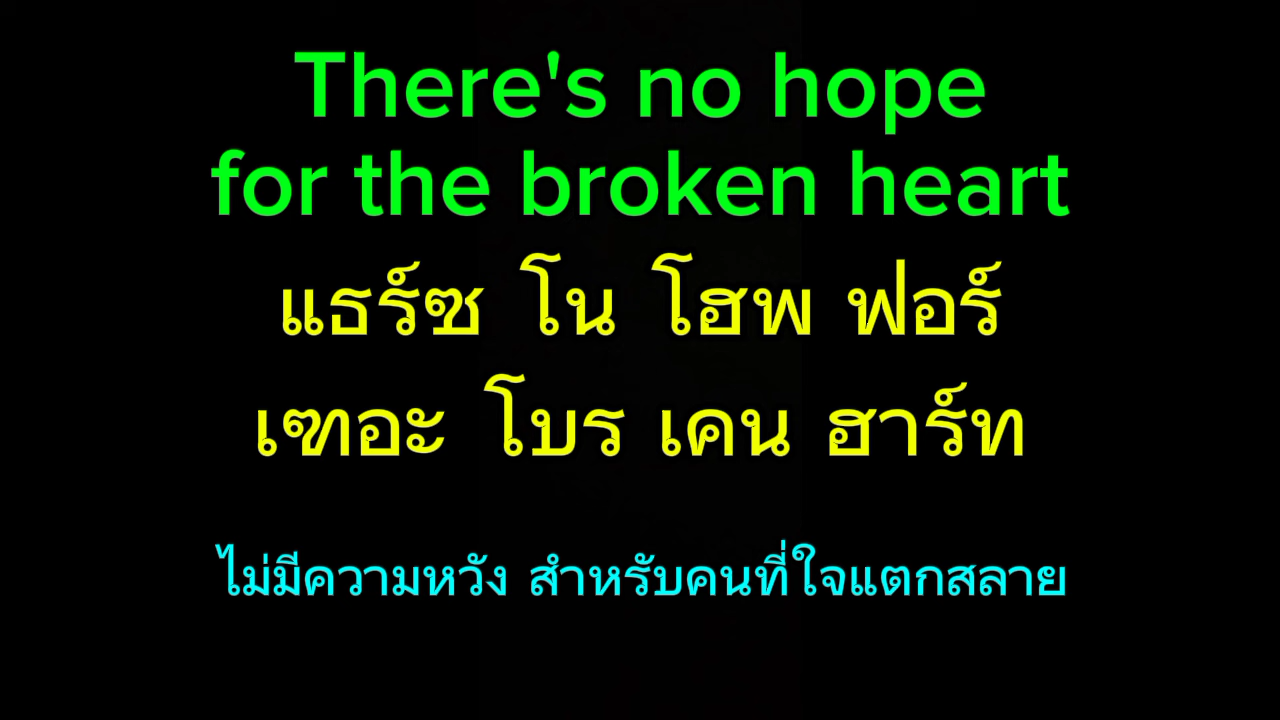 There's no hope
for the broken heart
แธร์ซ โน โฮพ ฟอร์
เฑอะ โบร เคน ฮาร์ท
ไม่มีความหวัง สำหรับคนที่ใจแตกสลาย